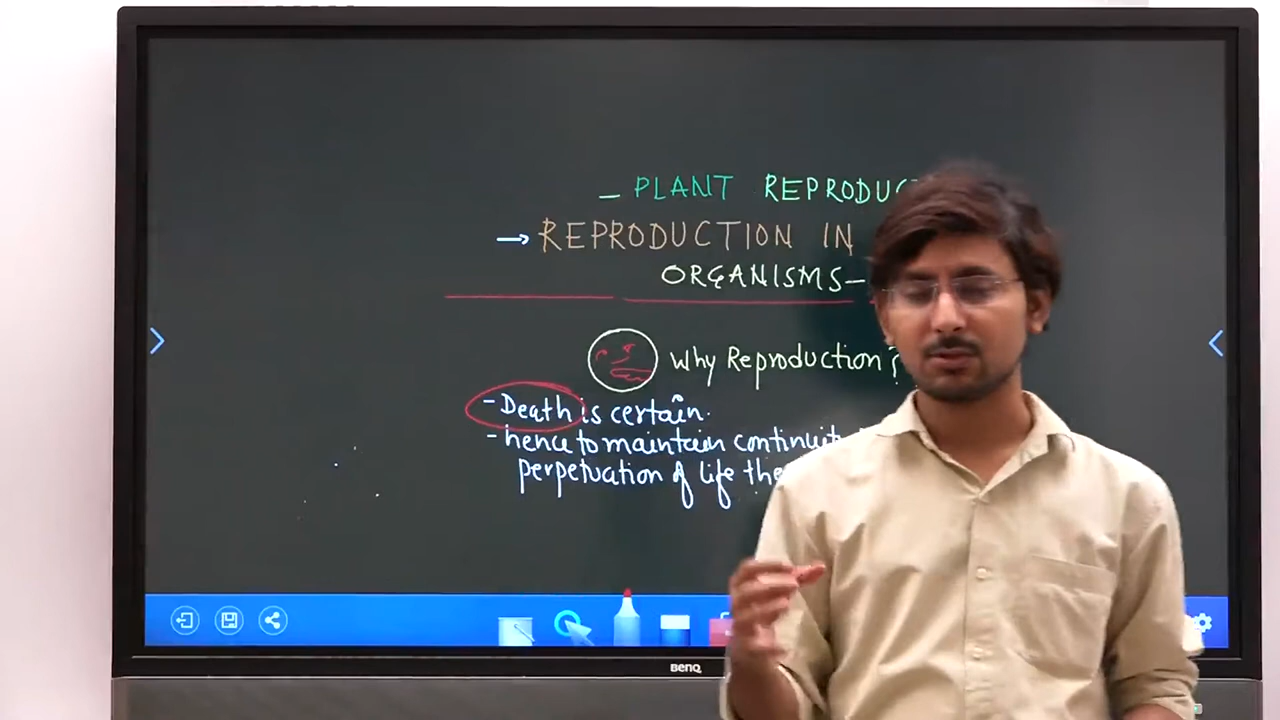 – PLANT REPRODUC
→ REPRODUCTION IN
ORGANISMS–
Why Reproduction?
- Death is certain.
- hence to maintain continuit
perpetuation of life the
BenQ